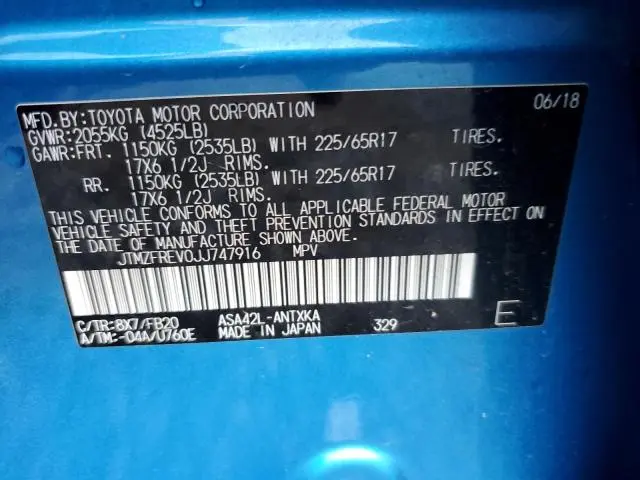 MFD.BY:TOYOTA MOTOR CORPORATION 06/18
GVWR:2055KG (4525LB)
GAWR:FRT. 1150KG (2535LB) WITH 225/65R17 TIRES.
17X6 1/2J RIMS.
RR. 1150KG (2535LB) WITH 225/65R17 TIRES.
17X6 1/2J RIMS.
THIS VEHICLE CONFORMS TO ALL APPLICABLE FEDERAL MOTOR
VEHICLE SAFETY AND THEFT PREVENTION STANDARDS IN EFFECT ON
THE DATE OF MANUFACTURE SHOWN ABOVE.
JTMZFREV0JJ747916 MPV
C/TR:8X7/FB20 ASA42L-ANTXKA
A/TM:-04A/U760E MADE IN JAPAN 329 E